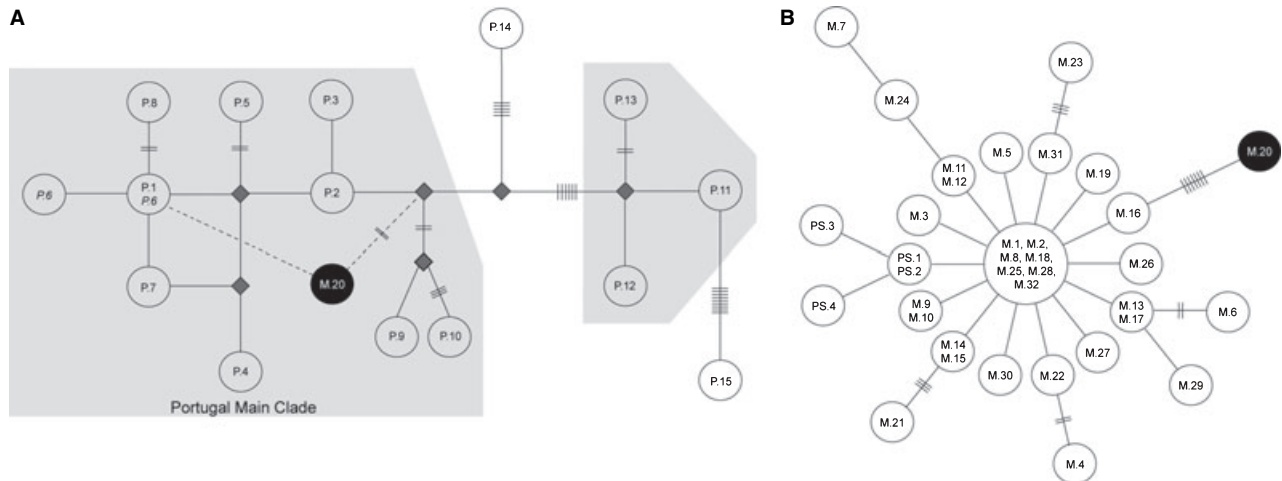 A
P.14
P.8
P.5
P.3
P.13
P.6
P.1
P.6
P.2
P.11
P.7
M.20
P.12
P.9
P.10
P.4
P.15
Portugal Main Clade
B
M.7
M.23
M.24
M.5
M.31
M.20
M.11
M.12
M.19
M.3
M.16
PS.3
M.1, M.2,
M.8, M.18,
M.25, M.28,
M.32
PS.1
PS.2
M.26
PS.4
M.9
M.10
M.13
M.17
M.6
M.14
M.15
M.27
M.30
M.22
M.29
M.21
M.4